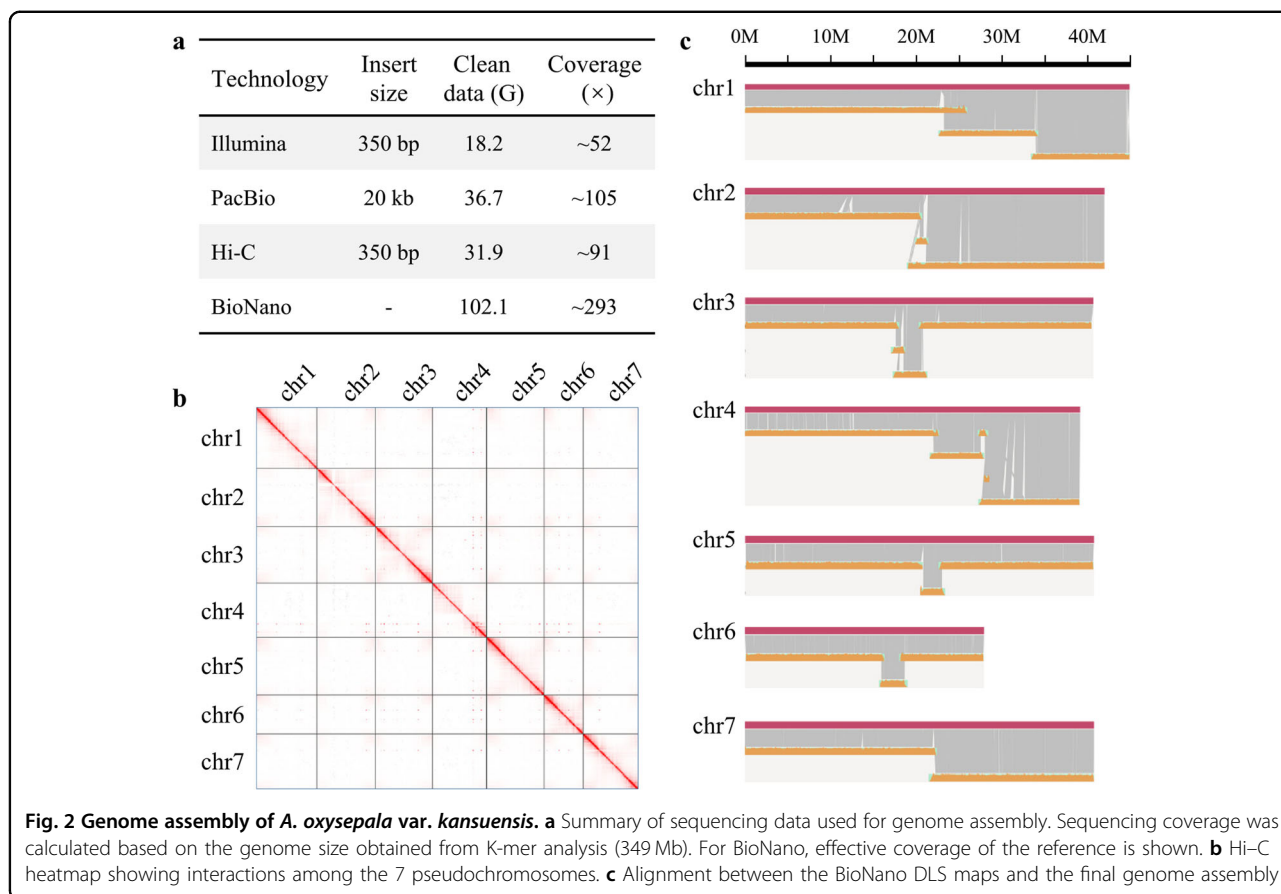 a
Technology Insert size Clean data (G) Coverage (×)
Illumina 350 bp 18.2 ~52
PacBio 20 kb 36.7 ~105
Hi-C 350 bp 31.9 ~91
BioNano - 102.1 ~293
b
chr1 chr2 chr3 chr4 chr5 chr6 chr7
chr1
chr2
chr3
chr4
chr5
chr6
chr7
c
0M 10M 20M 30M 40M
chr1
chr2
chr3
chr4
chr5
chr6
chr7
Fig. 2 Genome assembly of A. oxysepala var. kansuensis. a Summary of sequencing data used for genome assembly. Sequencing coverage was
calculated based on the genome size obtained from K-mer analysis (349 Mb). For BioNano, effective coverage of the reference is shown. b Hi–C
heatmap showing interactions among the 7 pseudochromosomes. c Alignment between the BioNano DLS maps and the final genome assembly